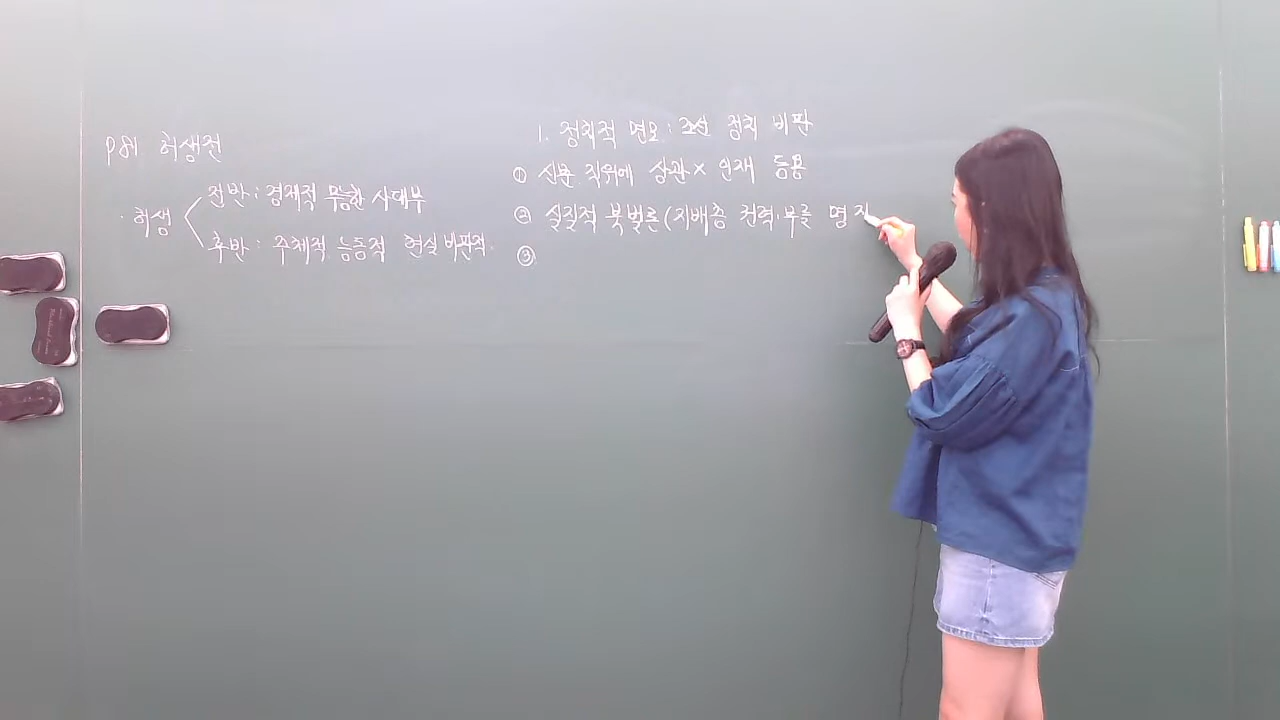 p81 허생전
· 허생
전반 : 경제적 무능한 사대부
후반 : 주체적 능동적 현실 비판적
1. 정치적 면모 : 조선 정치 비판
① 신분 직위에 상관× 인재 등용
② 실질적 북벌론(지배층 권력·부를
③